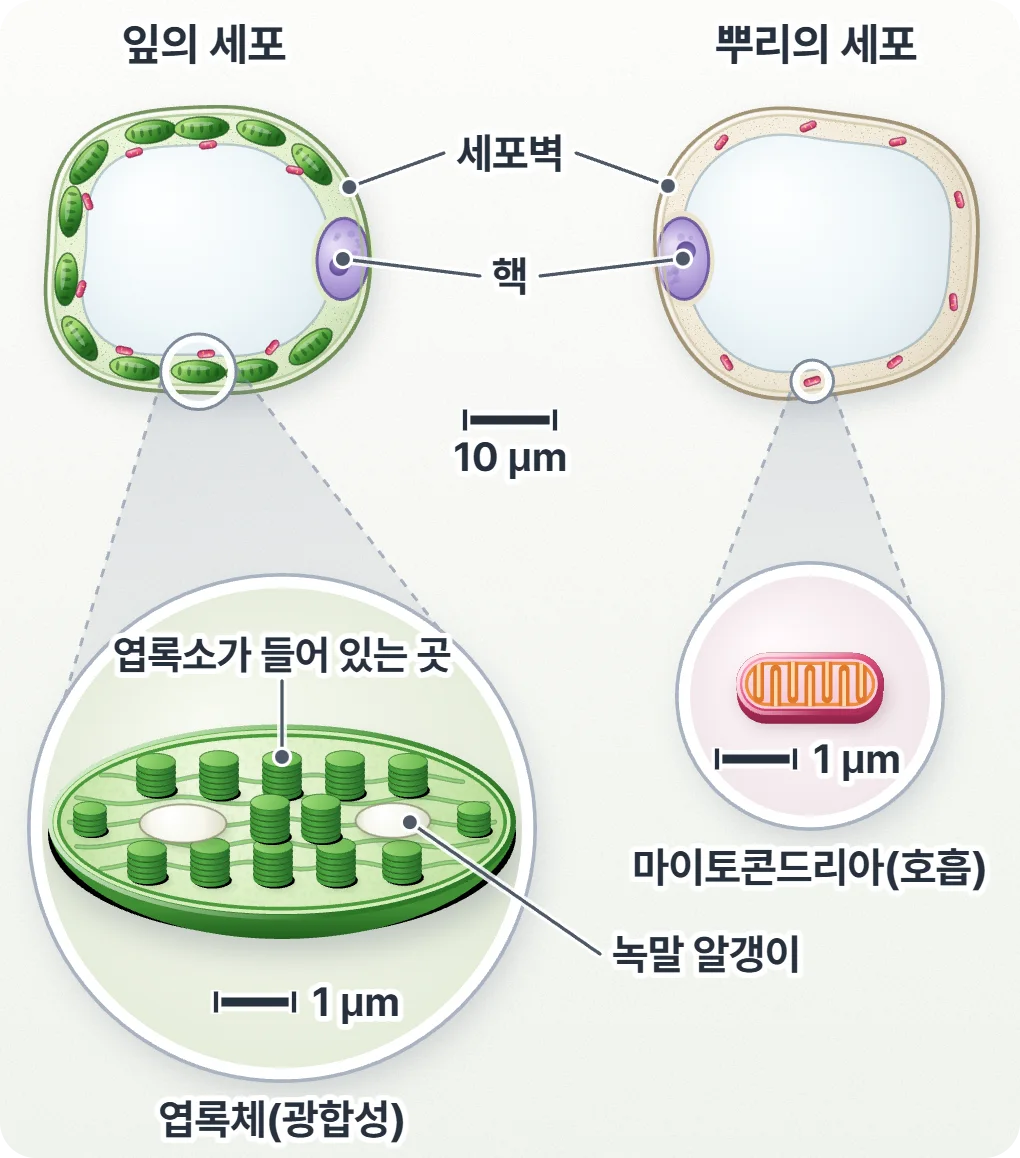 잎의 세포
뿌리의 세포
세포벽
핵
10 μm
엽록소가 들어 있는 곳
1 μm
마이토콘드리아(호흡)
녹말 알갱이
1 μm
엽록체(광합성)